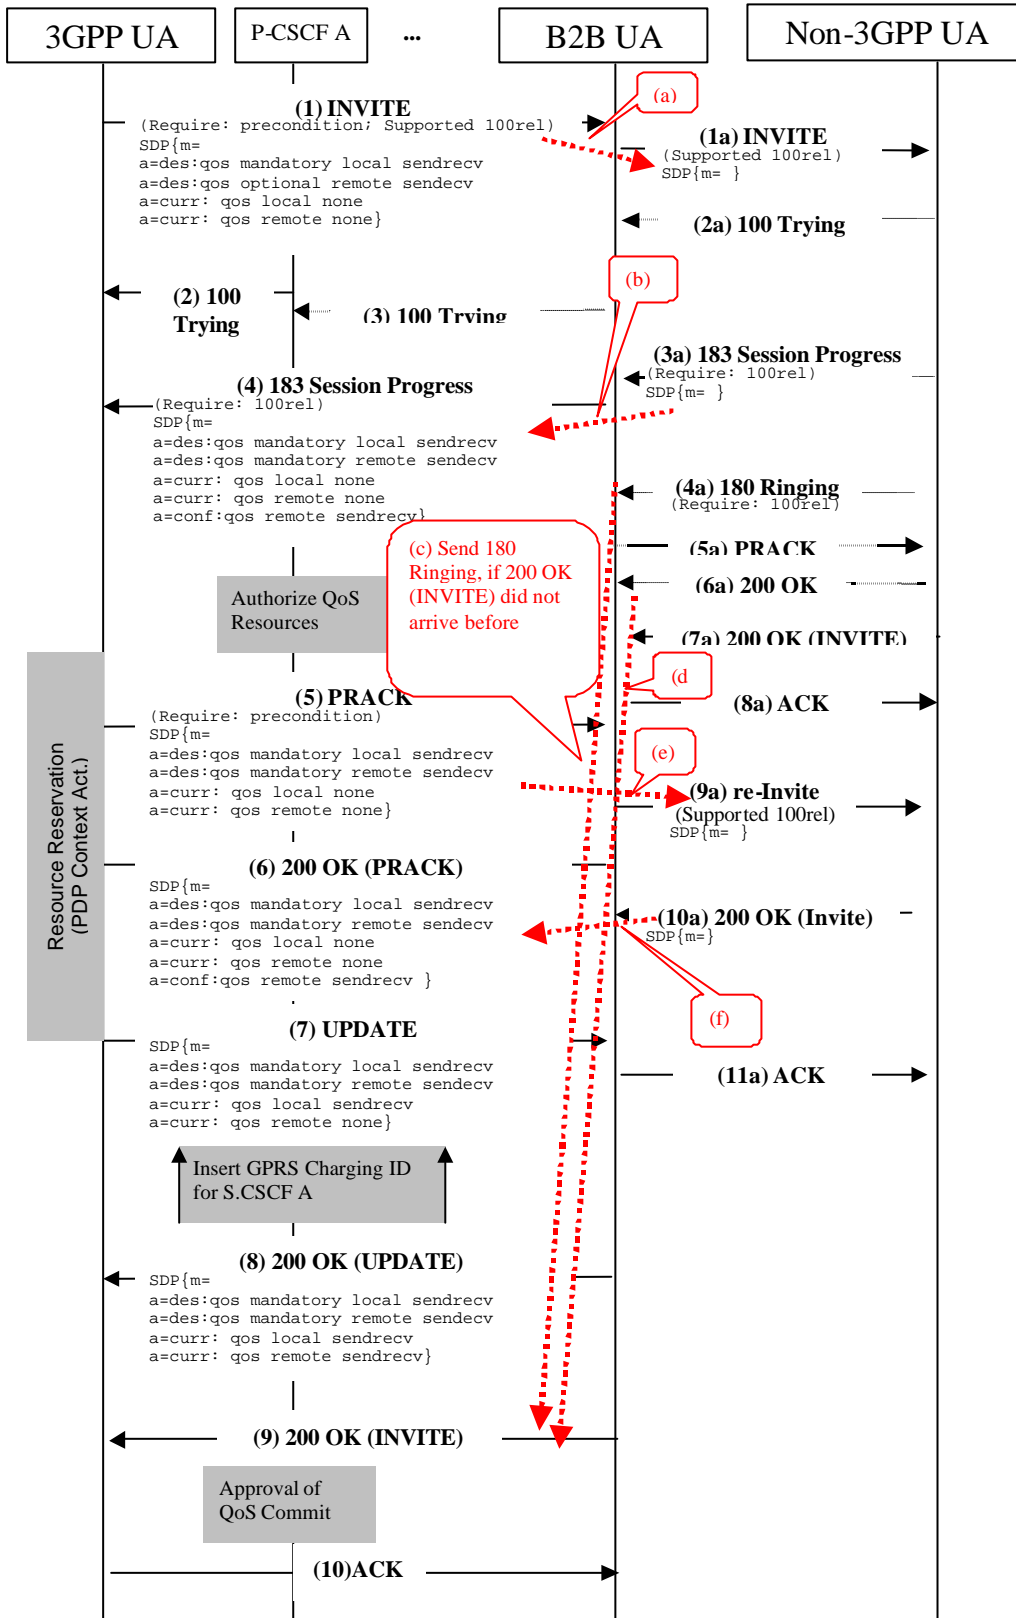 3GPP UA
P-CSCF A
...
B2B UA
Non-3GPP UA
(a)
(1) INVITE
(Require: precondition; Supported 100rel)
SDP{m=
a=des:qos mandatory local sendrecv
a=des:qos optional remote sendecv
a=curr: qos local none
a=curr: qos remote none}
(1a) INVITE
(Supported 100rel)
SDP{m= }
(2a) 100 Trying
(b)
(2) 100
Trying
(3) 100 Trying
(3a) 183 Session Progress
(Require: 100rel)
SDP{m= }
(4) 183 Session Progress
(Require: 100rel)
SDP{m=
a=des:qos mandatory local sendrecv
a=des:qos mandatory remote sendecv
a=curr: qos local none
a=curr: qos remote none
a=conf:qos remote sendrecv}
(4a) 180 Ringing
(Require: 100rel)
(c) Send 180
Ringing, if 200 OK
(INVITE) did not
arrive before
(5a) PRACK
(6a) 200 OK
Authorize QoS
Resources
(7a) 200 OK (INVITE)
(d
(8a) ACK
Resource Reservation
(PDP Context Act.)
(5) PRACK
(Require: precondition)
SDP{m=
a=des:qos mandatory local sendrecv
a=des:qos mandatory remote sendecv
a=curr: qos local none
a=curr: qos remote none}
(e)
(9a) re-Invite
(Supported 100rel)
SDP{m= }
(6) 200 OK (PRACK)
SDP{m=
a=des:qos mandatory local sendrecv
a=des:qos mandatory remote sendrecv
a=curr: qos local none
a=curr: qos remote none
a=conf:qos remote sendrecv }
(10a) 200 OK (Invite)
SDP{m=}
(f)
(7) UPDATE
SDP{m=
a=des:qos mandatory local sendrecv
a=des:qos mandatory remote sendrecv
a=curr: qos local sendrecv
a=curr: qos remote none}
(11a) ACK
Insert GPRS Charging ID
for S.CSCF A
(8) 200 OK (UPDATE)
SDP{m=
a=des:qos mandatory local sendrecv
a=des:qos mandatory remote sendrecv
a=curr: qos local sendrecv
a=curr: qos remote sendrecv}
(9) 200 OK (INVITE)
Approval of
QoS Commit
(10)ACK